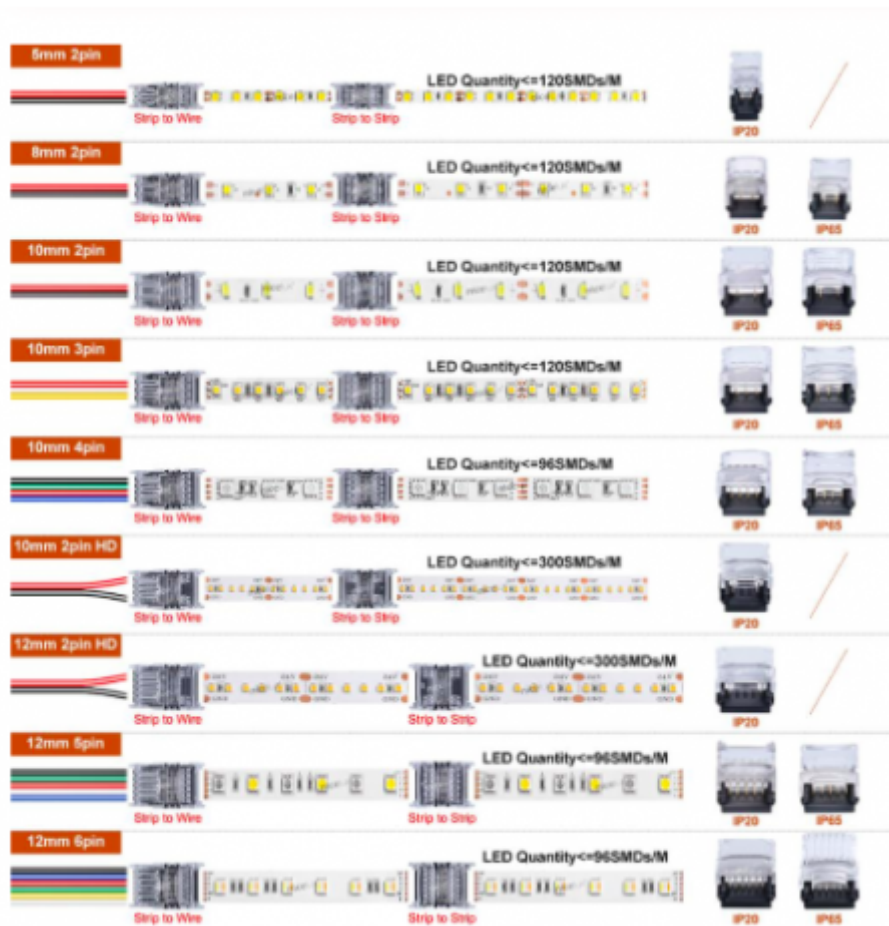 5mm 2pin
LED Quantity<=120SMDs/M
Strip to Wire
Strip to Strip
IP20
8mm 2pin
LED Quantity<=120SMDs/M
Strip to Wire
Strip to Strip
IP20
IP65
10mm 2pin
LED Quantity<=120SMDs/M
Strip to Wire
Strip to Strip
IP20
IP65
10mm 3pin
LED Quantity<=120SMDs/M
Strip to Wire
Strip to Strip
IP20
IP65
10mm 4pin
LED Quantity<=96SMDs/M
Strip to Wire
Strip to Strip
IP20
IP65
10mm 2pin HD
LED Quantity<=300SMDs/M
Strip to Wire
Strip to Strip
IP20
12mm 2pin HD
LED Quantity<=300SMDs/M
Strip to Wire
Strip to Strip
IP20
12mm 5pin
LED Quantity<=96SMDs/M
Strip to Wire
Strip to Strip
IP20
IP65
12mm 6pin
LED Quantity<=96SMDs/M
Strip to Wire
Strip to Strip
IP20
IP65